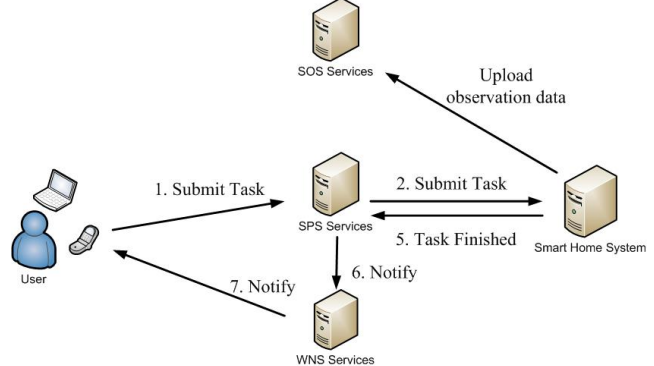 SOS Services
Upload
observation data
1. Submit Task
2. Submit Task
SPS Services
5. Task Finished
Smart Home System
User
6. Notify
7. Notify
WNS Services